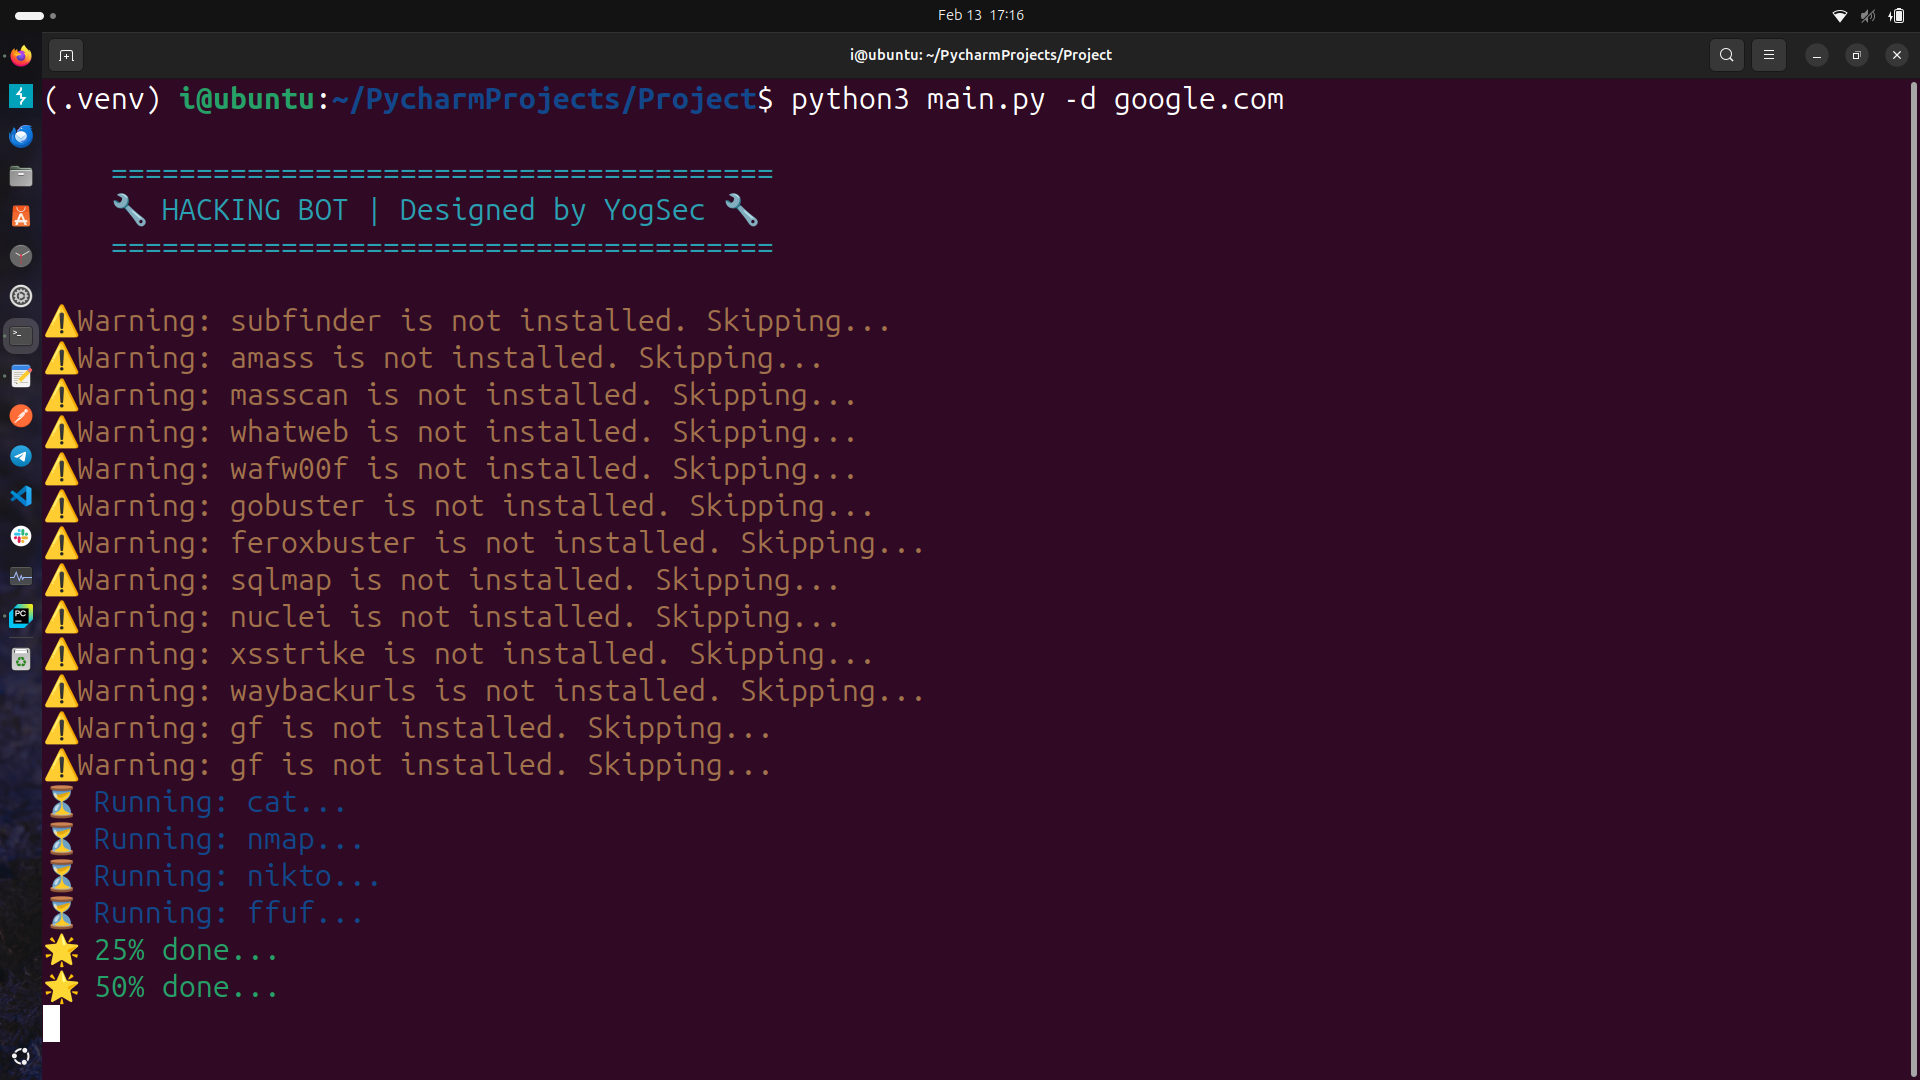 Feb 13 17:16
i@ubuntu: ~/PycharmProjects/Project
(.venv) i@ubuntu:~/PycharmProjects/Project$ python3 main.py -d google.com
=======================================
🔧 HACKING BOT | Designed by YogSec 🔧
=======================================
⚠️Warning: subfinder is not installed. Skipping...
⚠️Warning: amass is not installed. Skipping...
⚠️Warning: masscan is not installed. Skipping...
⚠️Warning: whatweb is not installed. Skipping...
⚠️Warning: wafw00f is not installed. Skipping...
⚠️Warning: gobuster is not installed. Skipping...
⚠️Warning: feroxbuster is not installed. Skipping...
⚠️Warning: sqlmap is not installed. Skipping...
⚠️Warning: nuclei is not installed. Skipping...
⚠️Warning: xsstrike is not installed. Skipping...
⚠️Warning: waybackurls is not installed. Skipping...
⚠️Warning: gf is not installed. Skipping...
⚠️Warning: gf is not installed. Skipping...
⏳ Running: cat...
⏳ Running: nmap...
⏳ Running: nikto...
⏳ Running: ffuf...
🌟 25% done...
🌟 50% done...
PC